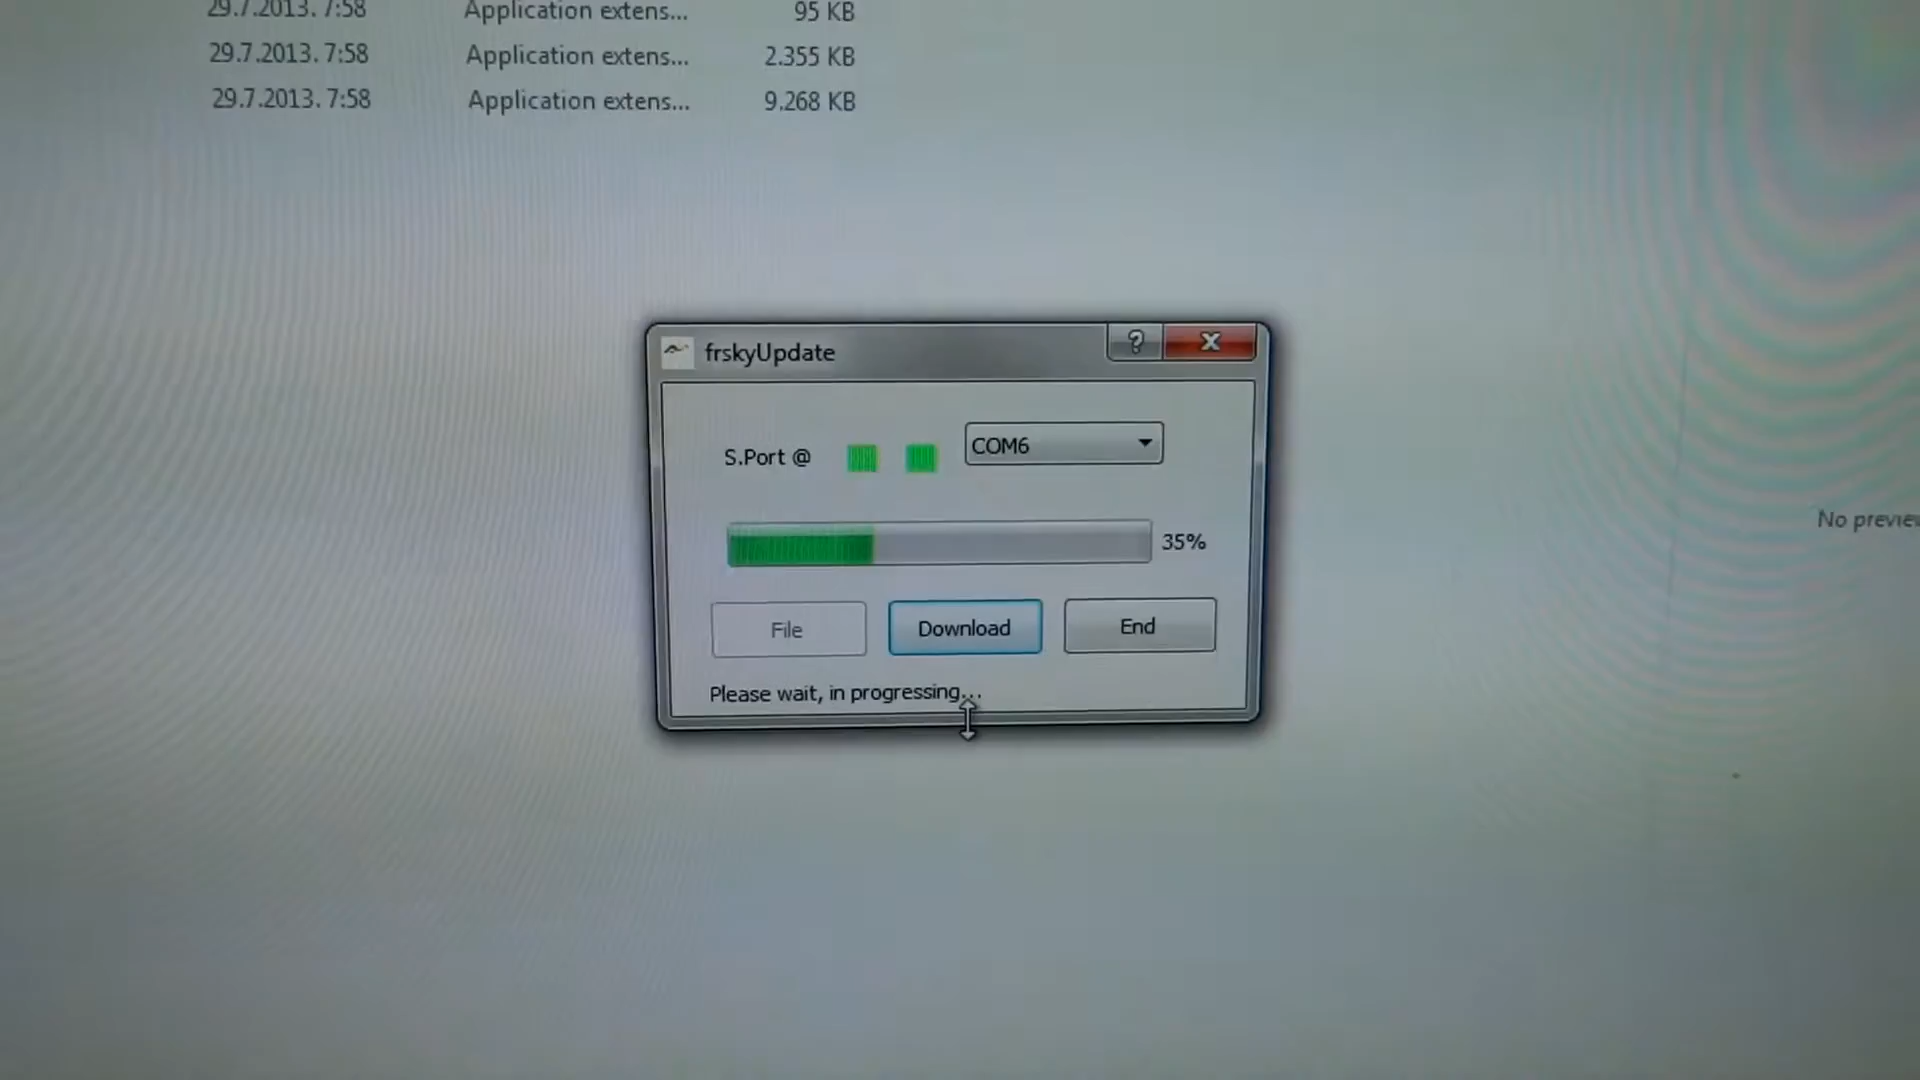 29.7.2013. 7:58 Application extens... 95 KB
29.7.2013. 7:58 Application extens... 2.355 KB
29.7.2013. 7:58 Application extens... 9.268 KB
frskyUpdate
S.Port @ COM6
No previe
35%
File Download End
Please wait, in progressing...